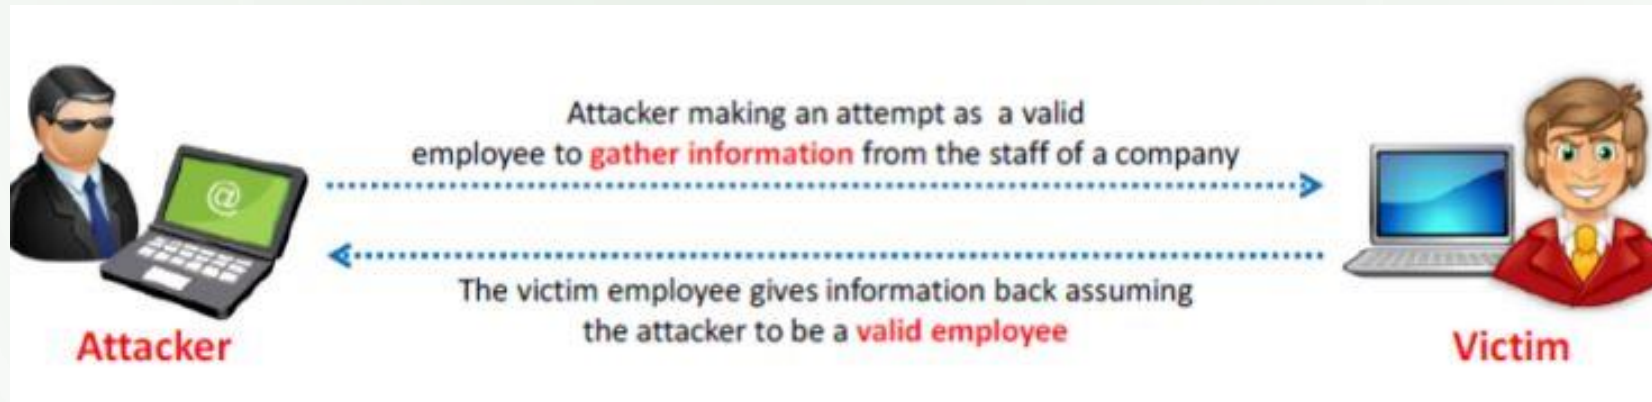 Attacker making an attempt as a valid
employee to gather information from the staff of a company
@
The victim employee gives information back assuming
the attacker to be a valid employee
Attacker
Victim